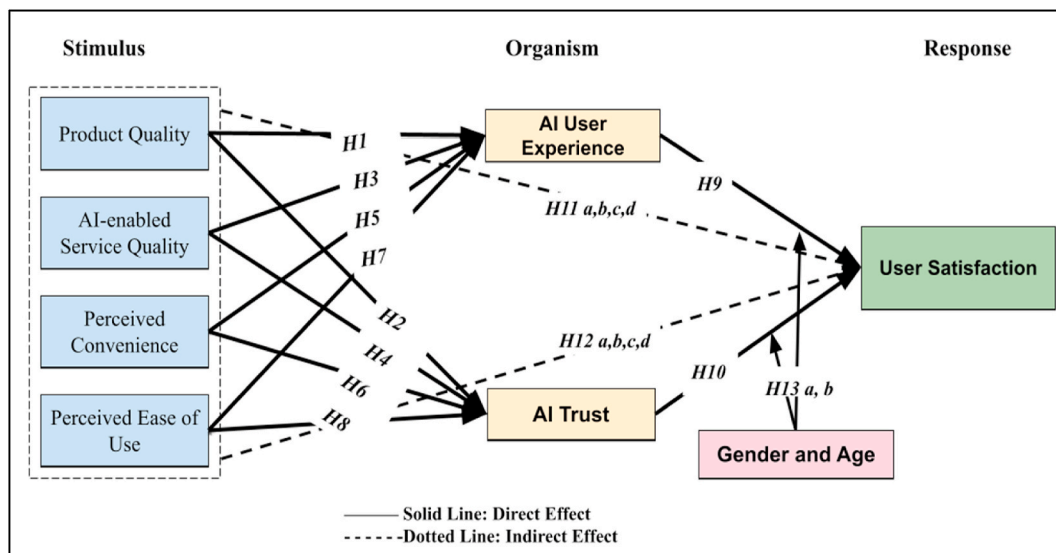 Stimulus
Organism
Response
Product Quality
AI-enabled
Service Quality
Perceived
Convenience
Perceived Ease of
Use
H1
H3
H5
H7
H2
H4
H6
H8
AI User
Experience
AI Trust
H9
H11 a,b,c,d
H12 a,b,c,d
H10
H13 a, b
User Satisfaction
Gender and Age
Solid Line: Direct Effect
Dotted Line: Indirect Effect